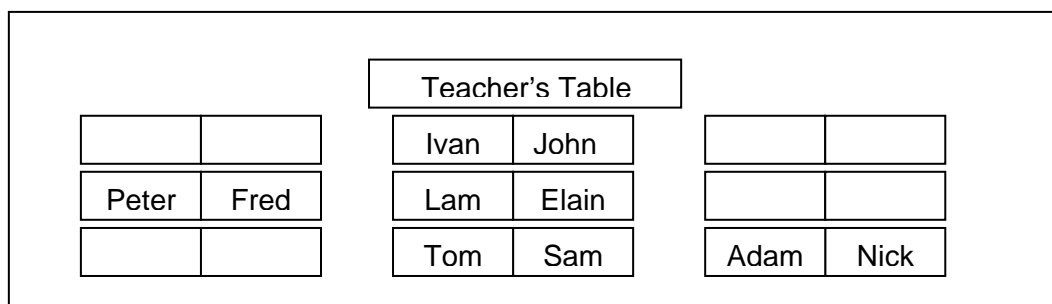 Teacher's Table
Ivan John
Peter Fred Lam Elain
Tom Sam Adam Nick